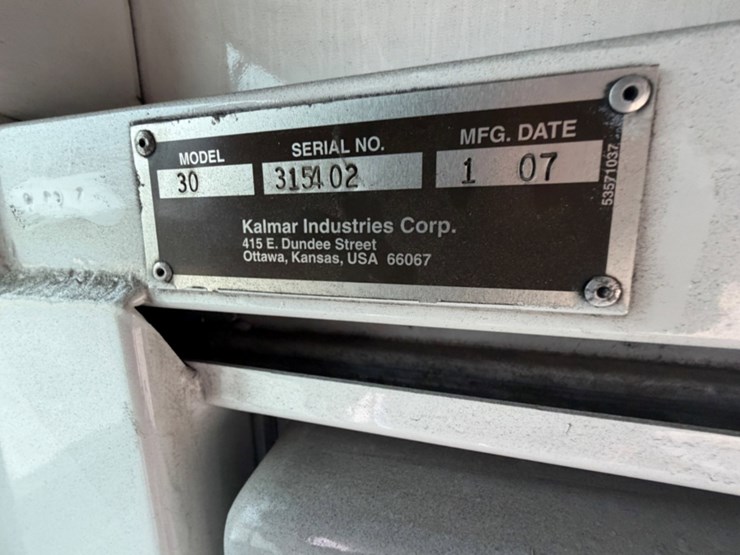 MODEL SERIAL NO. MFG. DATE
30 315402 1 07
Kalmar Industries Corp.
415 E. Dundee Street
Ottawa, Kansas, USA 66067
53571037